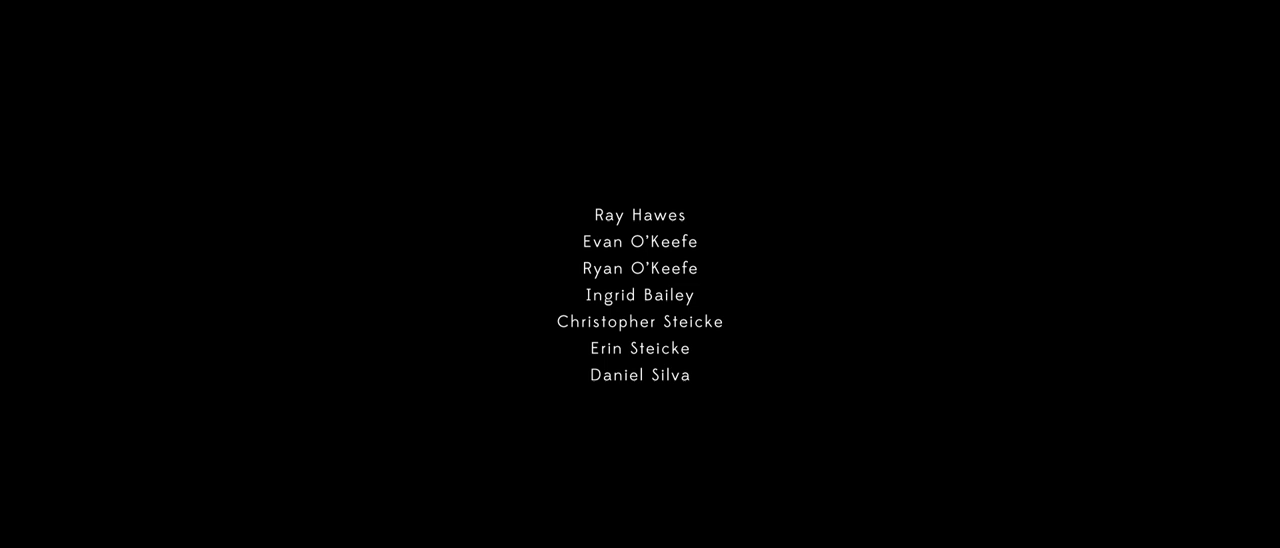 Ray Hawes
Evan O’Keefe
Ryan O’Keefe
Ingrid Bailey
Christopher Steicke
Erin Steicke
Daniel Silva